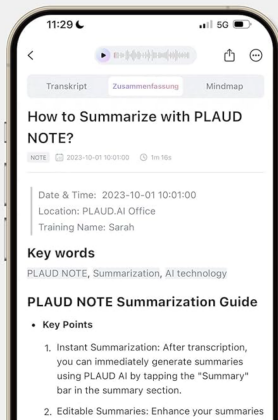 11:29
5G
Transkript
Zusammenfassung
Mindmap
How to Summarize with PLAUD
NOTE?
NOTE 2023-10-01 10:01:00 1m 16s
Date & Time: 2023-10-01 10:01:00
Location: PLAUD.AI Office
Training Name: Sarah
Key words
PLAUD NOTE, Summarization, AI technology
PLAUD NOTE Summarization Guide
• Key Points
1. Instant Summarization: After transcription,
you can immediately generate summaries
using PLAUD AI by tapping the "Summary"
bar in the summary section.
2. Editable Summaries: Enhance your summaries